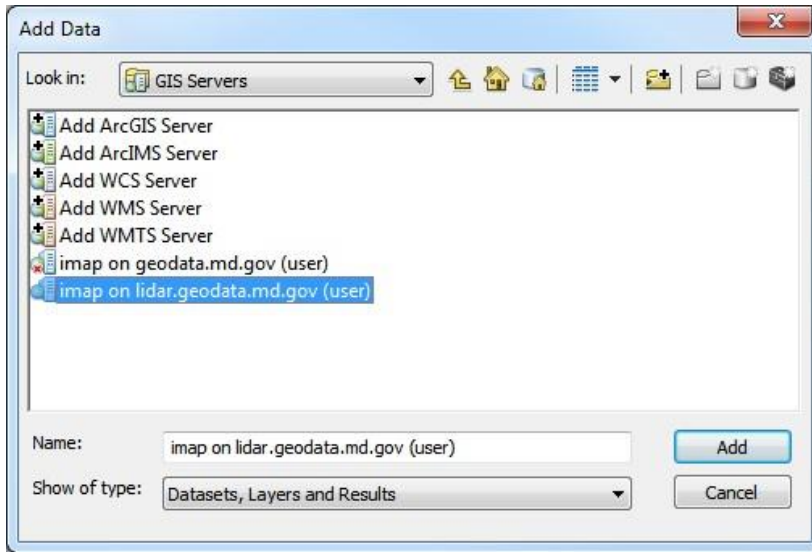 Add Data
Look in: GIS Servers
Add ArcGIS Server
Add ArcIMS Server
Add WCS Server
Add WMS Server
Add WMTS Server
imap on geodata.md.gov (user)
imap on lidar.geodata.md.gov (user)
Name: imap on lidar.geodata.md.gov (user) Add
Show of type: Datasets, Layers and Results Cancel